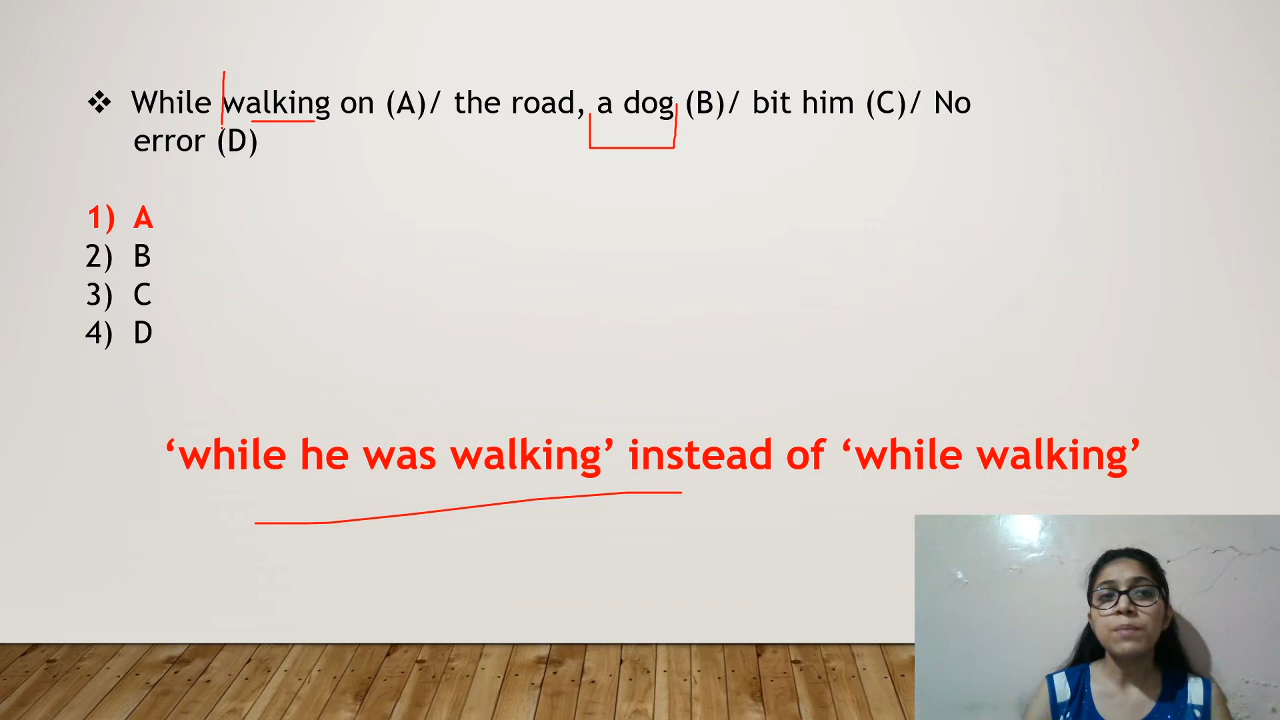 ❖ While walking on (A)/ the road, a dog (B)/ bit him (C)/ No
error (D)
1) A
2) B
3) C
4) D
‘while he was walking’ instead of ‘while walking’